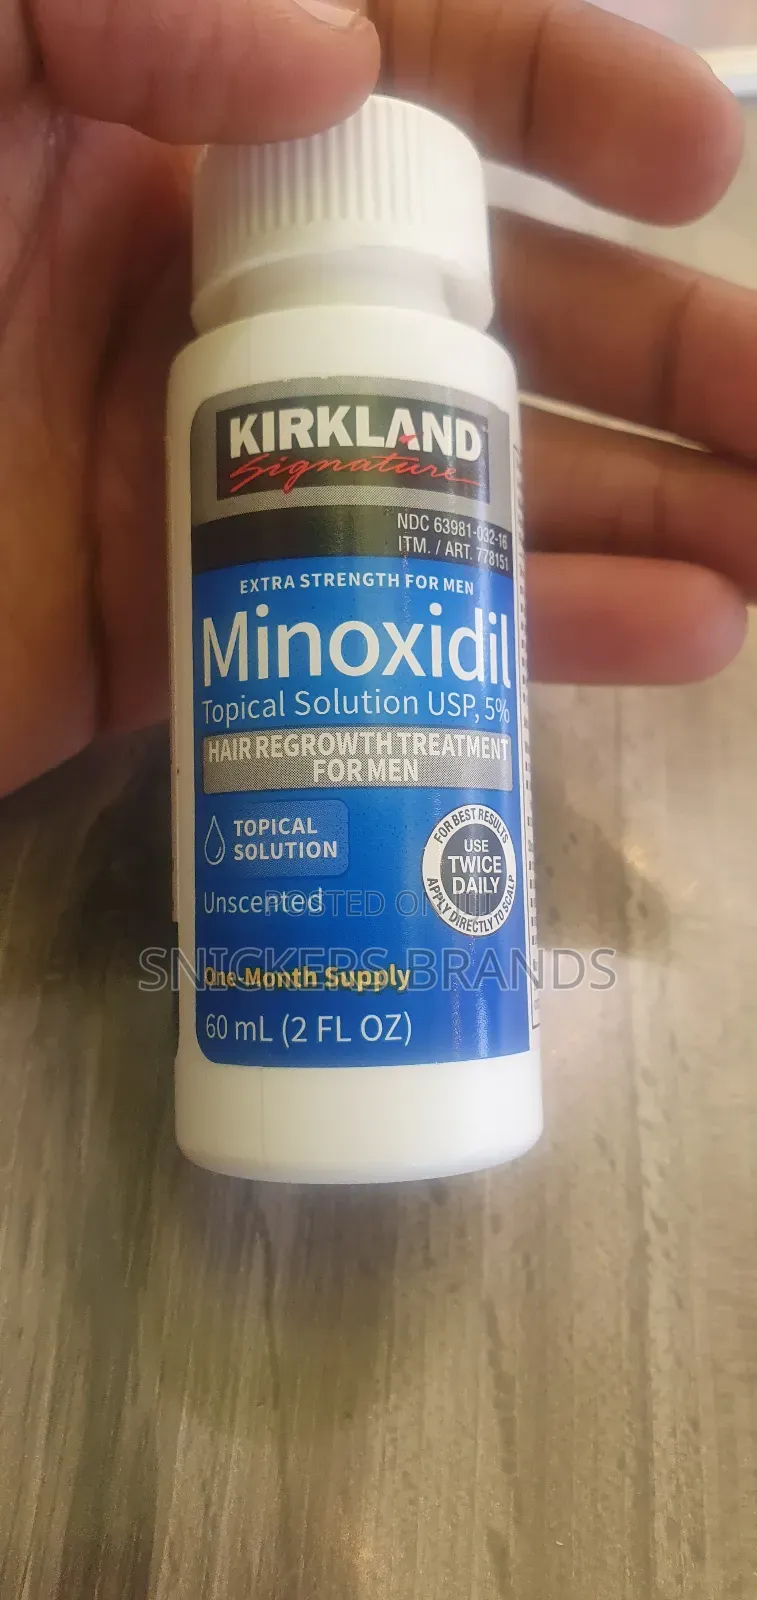 KIRKLAND
Signature
NDC 63981-032-16
ITM. / ART. 778151
EXTRA STRENGTH FOR MEN
Minoxidil
Topical Solution USP, 5%
HAIR REGROWTH TREATMENT
FOR MEN
TOPICAL
SOLUTION
FOR BEST RESULTS
USE
TWICE
DAILY
APPLY DIRECTLY TO SCALP
Unscented
POSTED ON
SNICKERS BRANDS
One-Month Supply
60 mL (2 FL OZ)